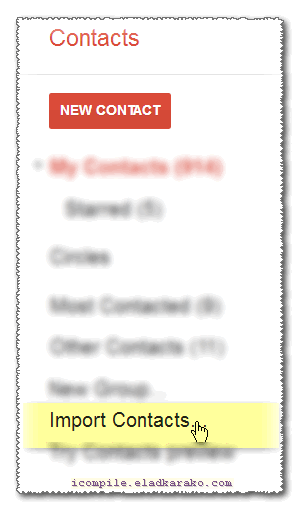 Contacts
NEW CONTACT
My Contacts (914)
Starred (5)
Circles
Most Contacted (9)
Other Contacts (11)
New Group...
Import Contacts...
Try Contacts preview
icompile.eladkarako.com